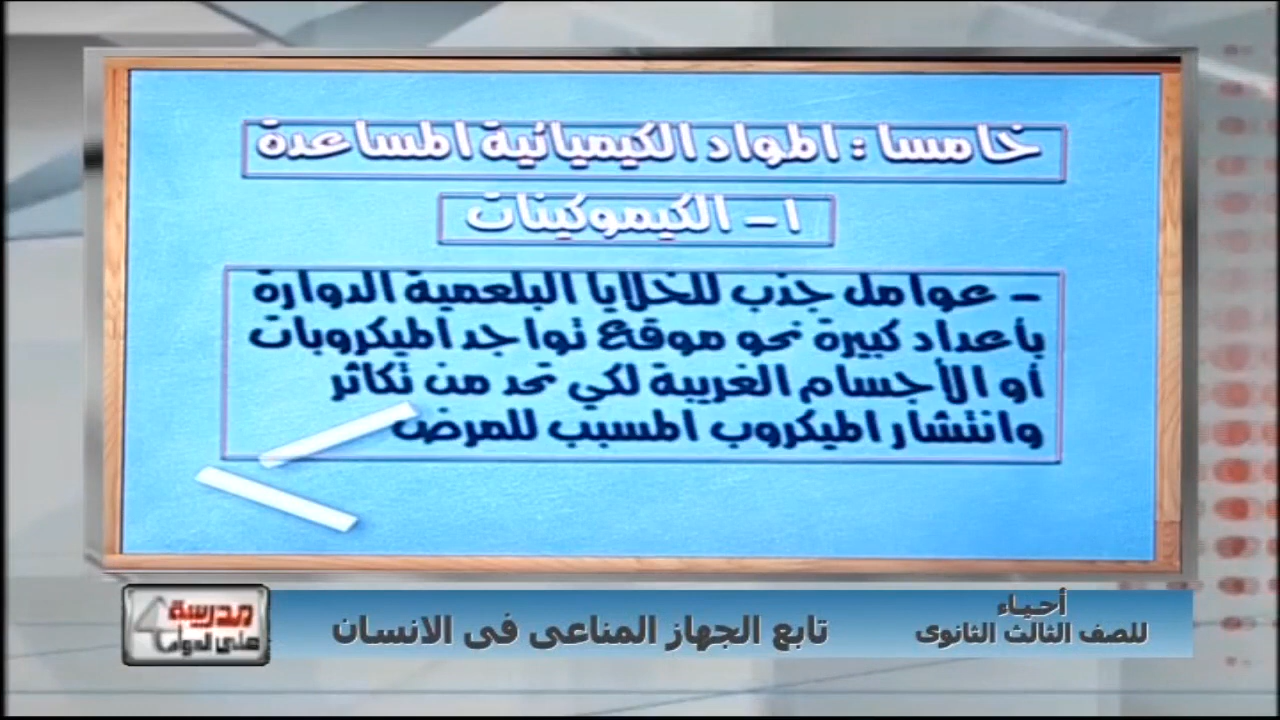 خامسا : المواد الكيميائية المساعدة
١ - الكيموكينات
- عوامل جذب للخلايا البلعمية الدوارة
بأعداد كبيرة نحو موقع تواجد الميكروبات
أو الأجسام الغريبة لكي تحد من تكاثر
وانتشار الميكروب المسبب للمرض
أحياء
للصف الثالث الثانوى
تابع الجهاز المناعى فى الانسان
مدرسة
على الهواء